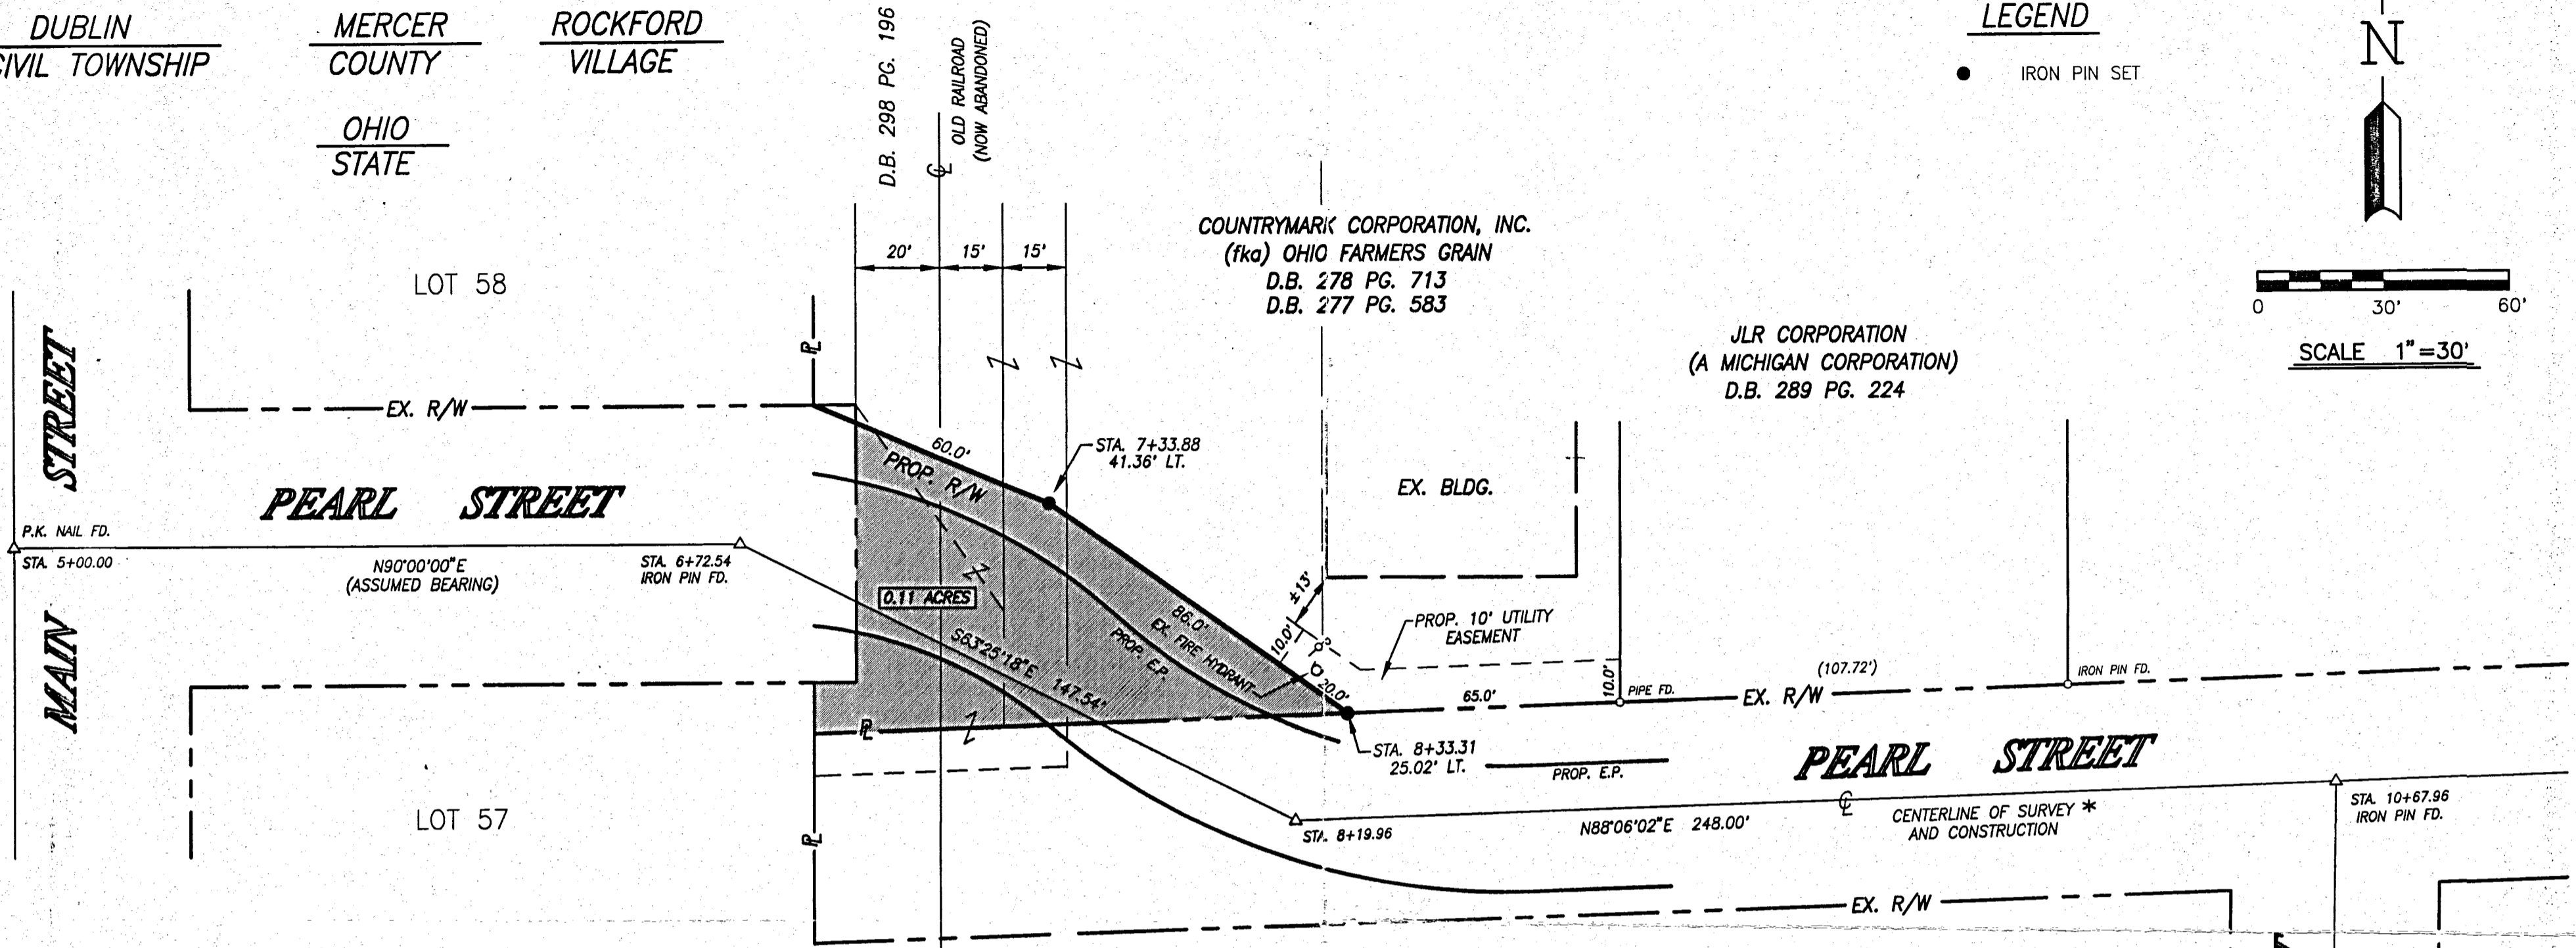 DUBLIN
CIVIL TOWNSHIP
MERCER
COUNTY
ROCKFORD
VILLAGE
OHIO
STATE
D.B. 298 PG. 196
OLD RAILROAD
(NOW ABANDONED)
LEGEND
IRON PIN SET
N
0 30' 60'
SCALE 1"=30'
20' 15' 15'
COUNTRYMARK CORPORATION, INC.
(fka) OHIO FARMERS GRAIN
D.B. 278 PG. 713
D.B. 277 PG. 583
JLR CORPORATION
(A MICHIGAN CORPORATION)
D.B. 289 PG. 224
LOT 58
MAIN STREET
EX. R/W
PEARL STREET
P.K. NAIL FD.
STA. 5+00.00
N90°00'00"E
(ASSUMED BEARING)
STA. 6+72.54
IRON PIN FD.
60.0'
PROP. R/W
STA. 7+33.88
41.36' LT.
EX. BLDG.
0.11 ACRES
S63°25'18"E 147.54'
PROP. E.P.
86.0'
EX. FIRE HYDRANT
±13'
10.0'
20.0'
PROP. 10' UTILITY
EASEMENT
65.0'
10.0'
PIPE FD.
EX. R/W
(107.72')
IRON PIN FD.
STA. 8+33.31
25.02' LT.
PROP. E.P.
PEARL STREET
STA. 8+19.96
N88°06'02"E 248.00'
CENTERLINE OF SURVEY *
AND CONSTRUCTION
STA. 10+67.96
IRON PIN FD.
LOT 57
EX. R/W